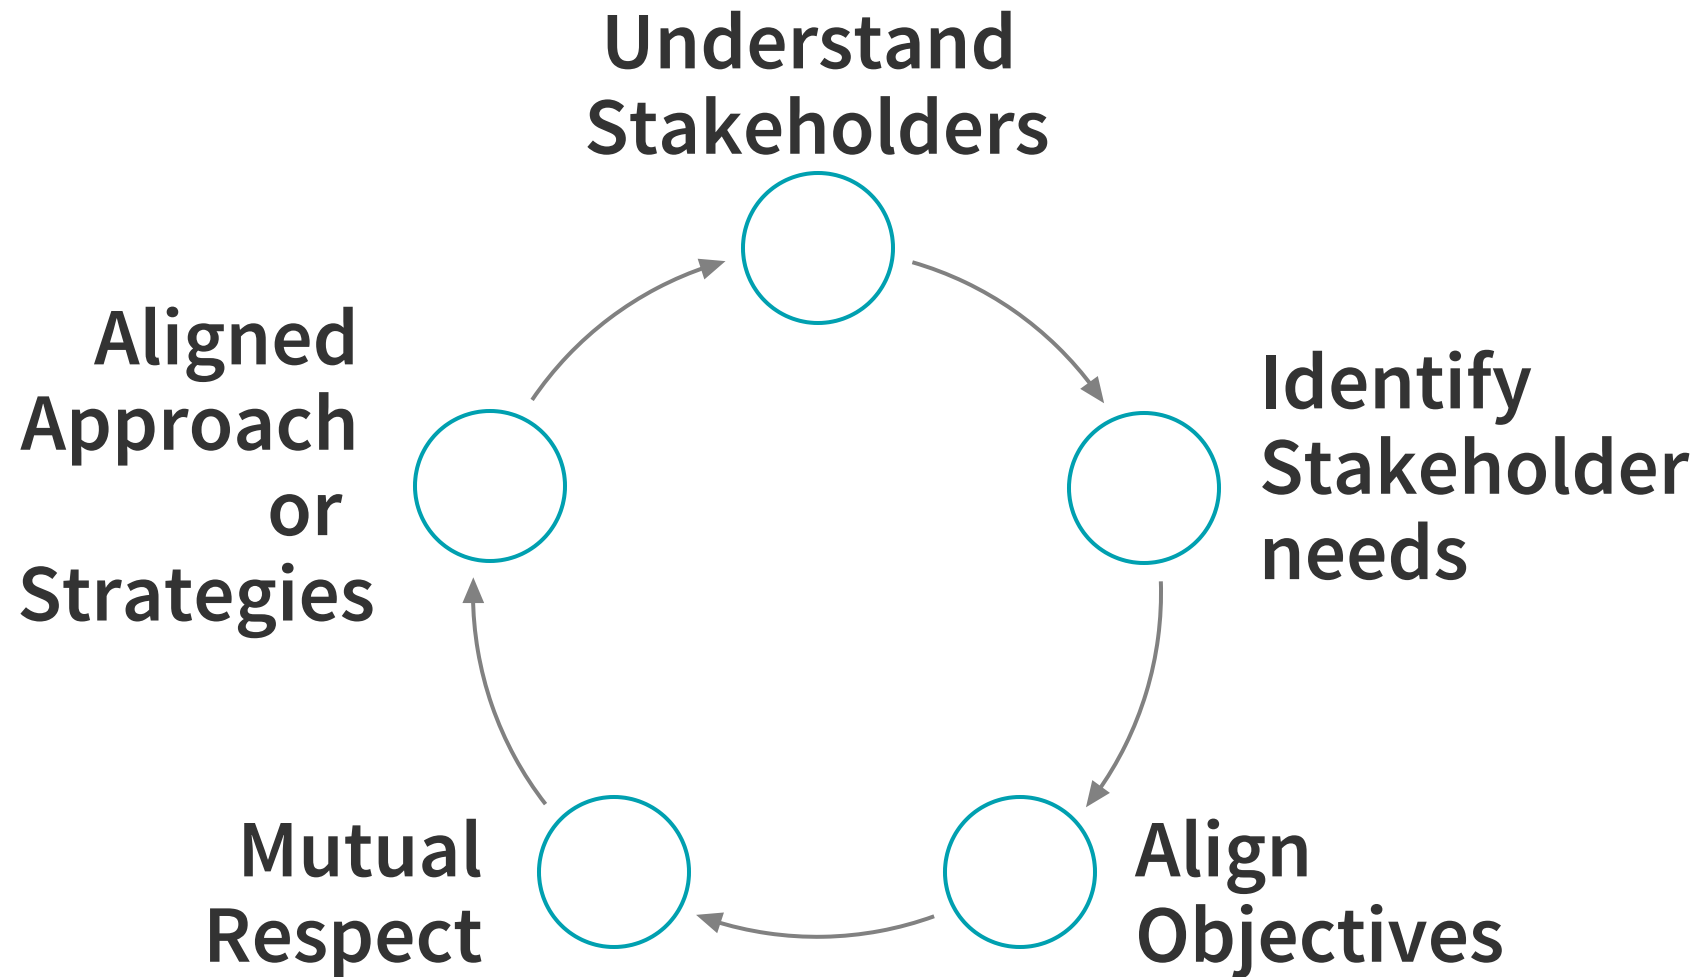 Understand
Stakeholders
Identify
Stakeholder
needs
Align
Objectives
Mutual
Respect
Aligned
Approach
or
Strategies